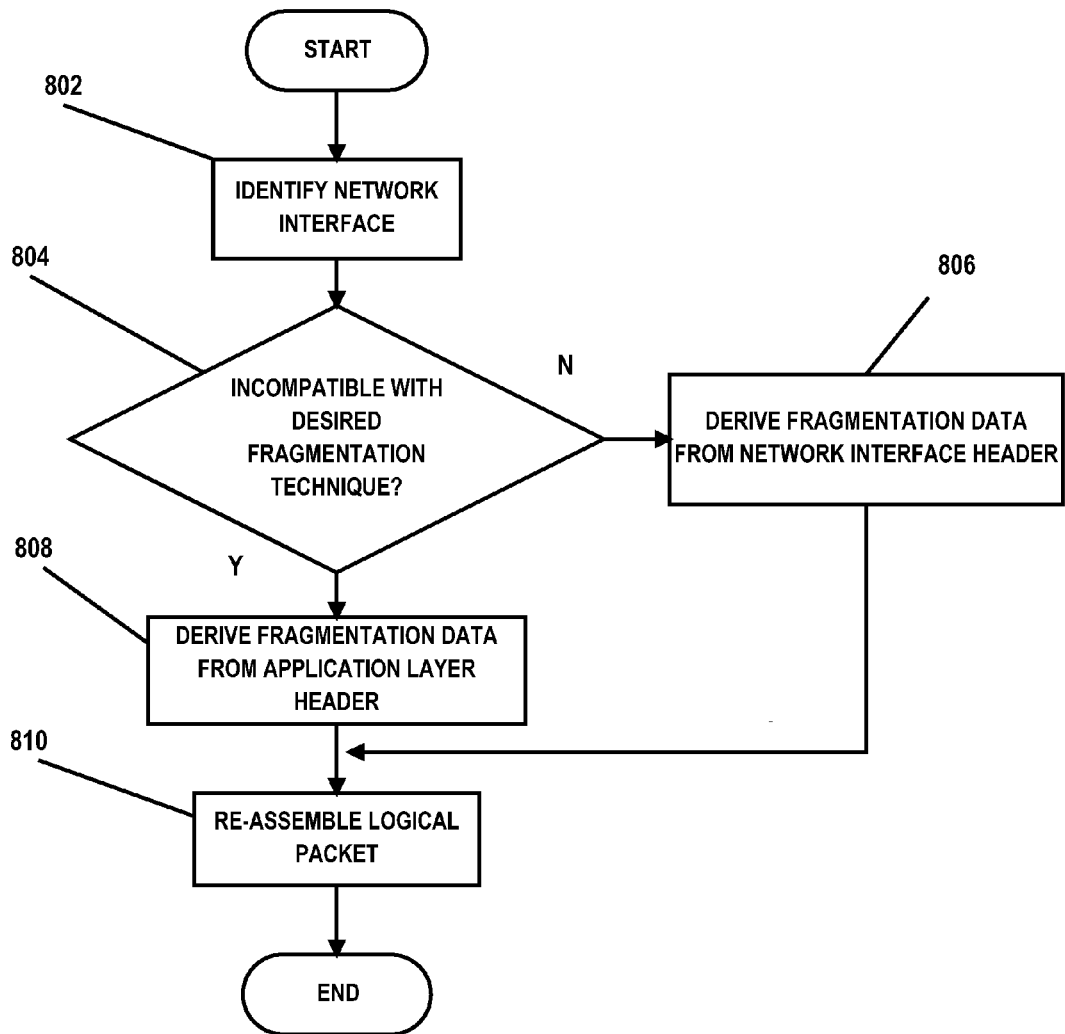 START
802
IDENTIFY NETWORK
INTERFACE
804
806
N
INCOMPATIBLE WITH
DESIRED
FRAGMENTATION
TECHNIQUE?
DERIVE FRAGMENTATION DATA
FROM NETWORK INTERFACE HEADER
808
Y
DERIVE FRAGMENTATION DATA
FROM APPLICATION LAYER
HEADER
810
RE-ASSEMBLE LOGICAL
PACKET
END